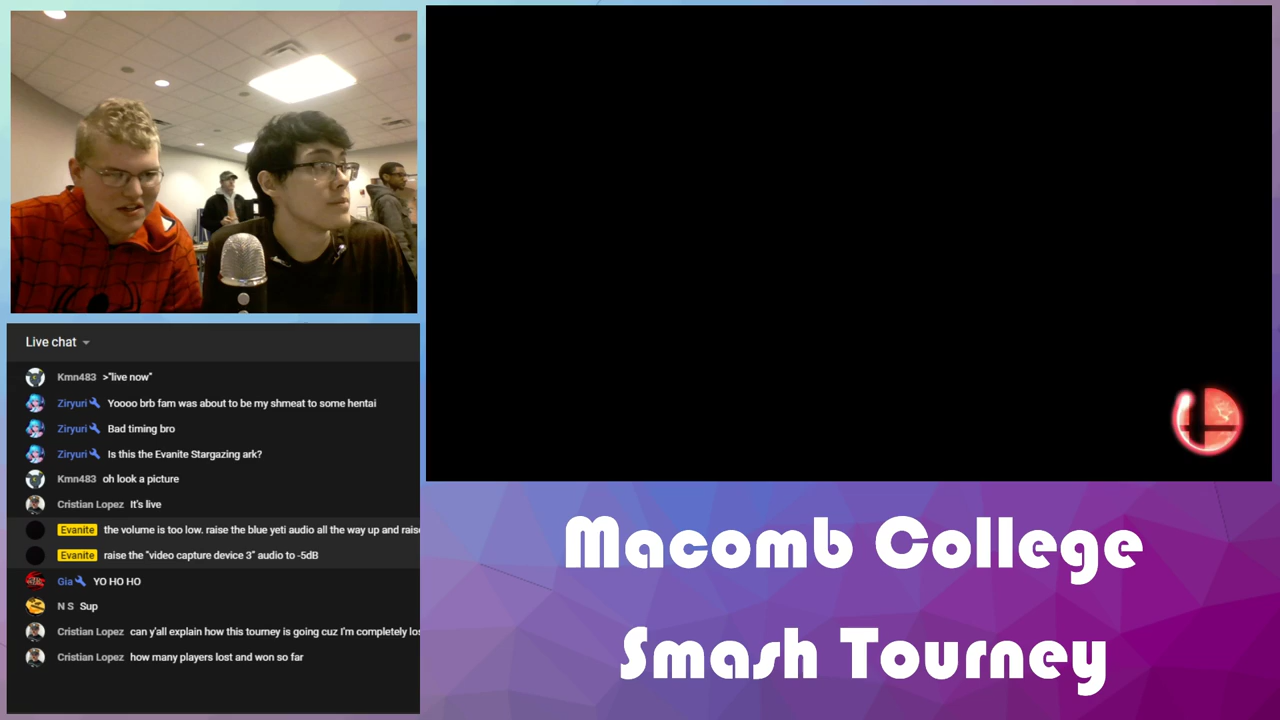 Live chat
Kmn483 >"live now"
Ziryuri Yoooo brb fam was about to be my shmeat to some hentai
Ziryuri Bad timing bro
Ziryuri Is this the Evanite Stargazing ark?
Kmn483 oh look a picture
Cristian Lopez It's live
Evanite the volume is too low. raise the blue yeti audio all the way up and raise
Evanite raise the "video capture device 3" audio to -5dB
Gia YO HO HO
N S Sup
Cristian Lopez can y'all explain how this tourney is going cuz I'm completely
Cristian Lopez how many players lost and won so far
Macomb College
Smash Tourney